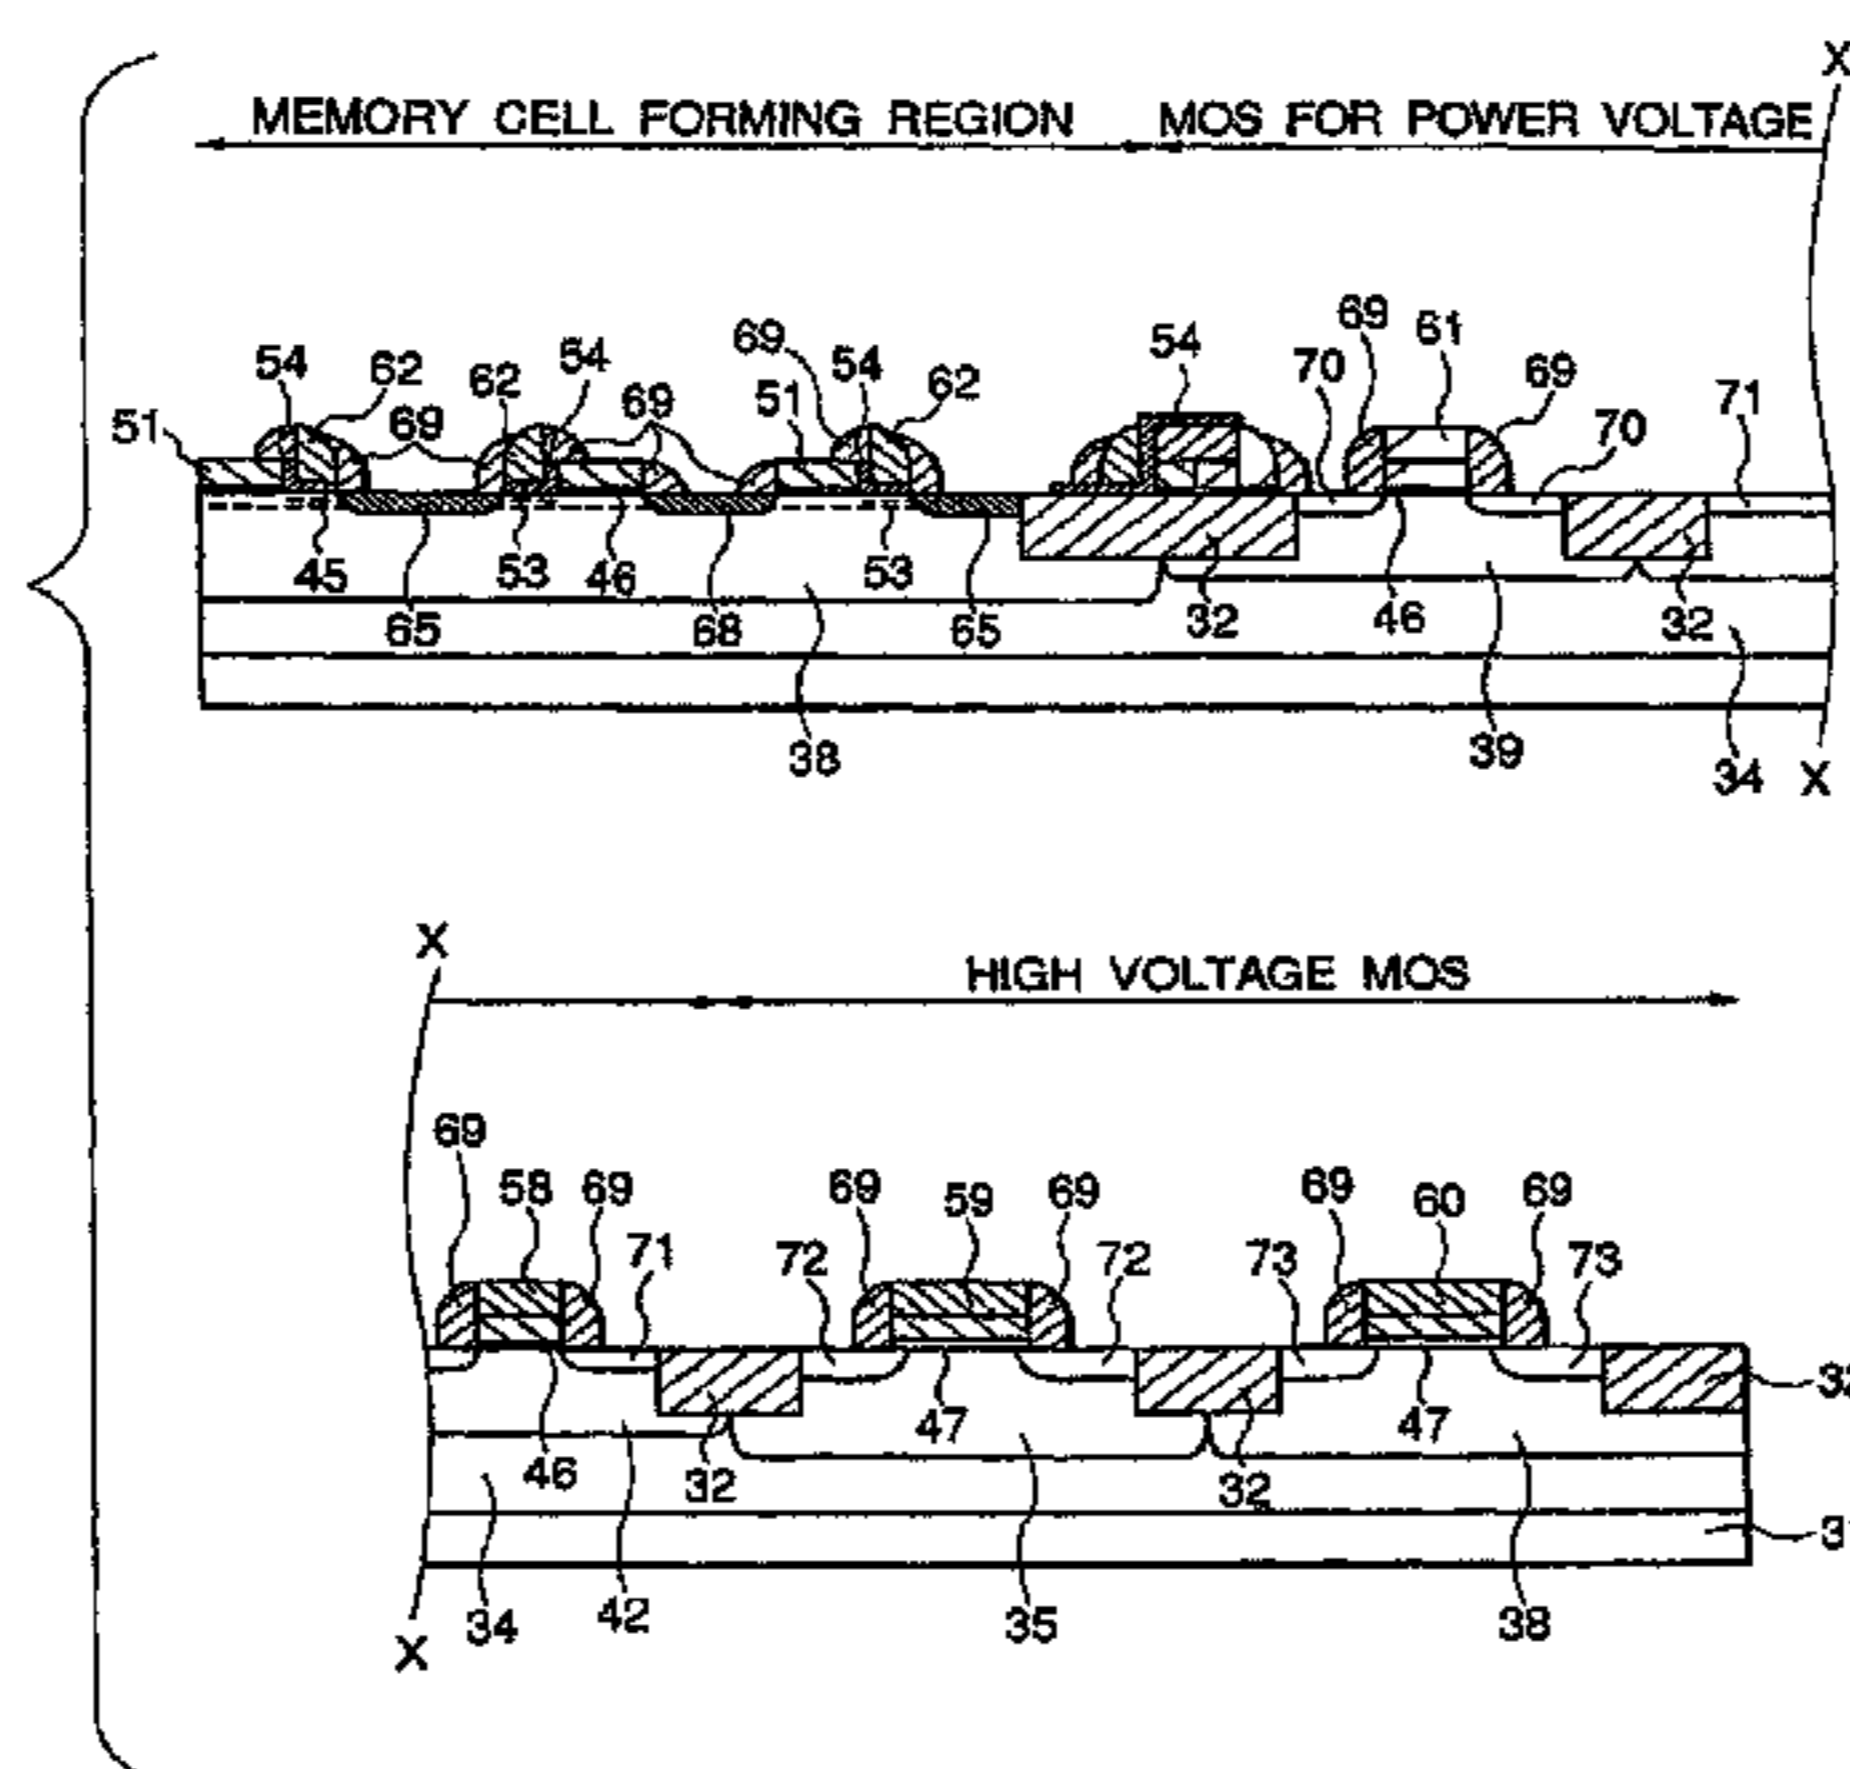 X
MEMORY CELL FORMING REGION MOS FOR POWER VOLTAGE
69 61
69 54 70 69
54 62 62 54 69 51 54 62 71
51 69 70
45 53 46 53
65 68 65 32 46 32
38 39 34 X
X
HIGH VOLTAGE MOS
69
58 69 69 59 69 69 60 69
71 72 72 73 73
47 47
46 32 32
34 42 35 38
X